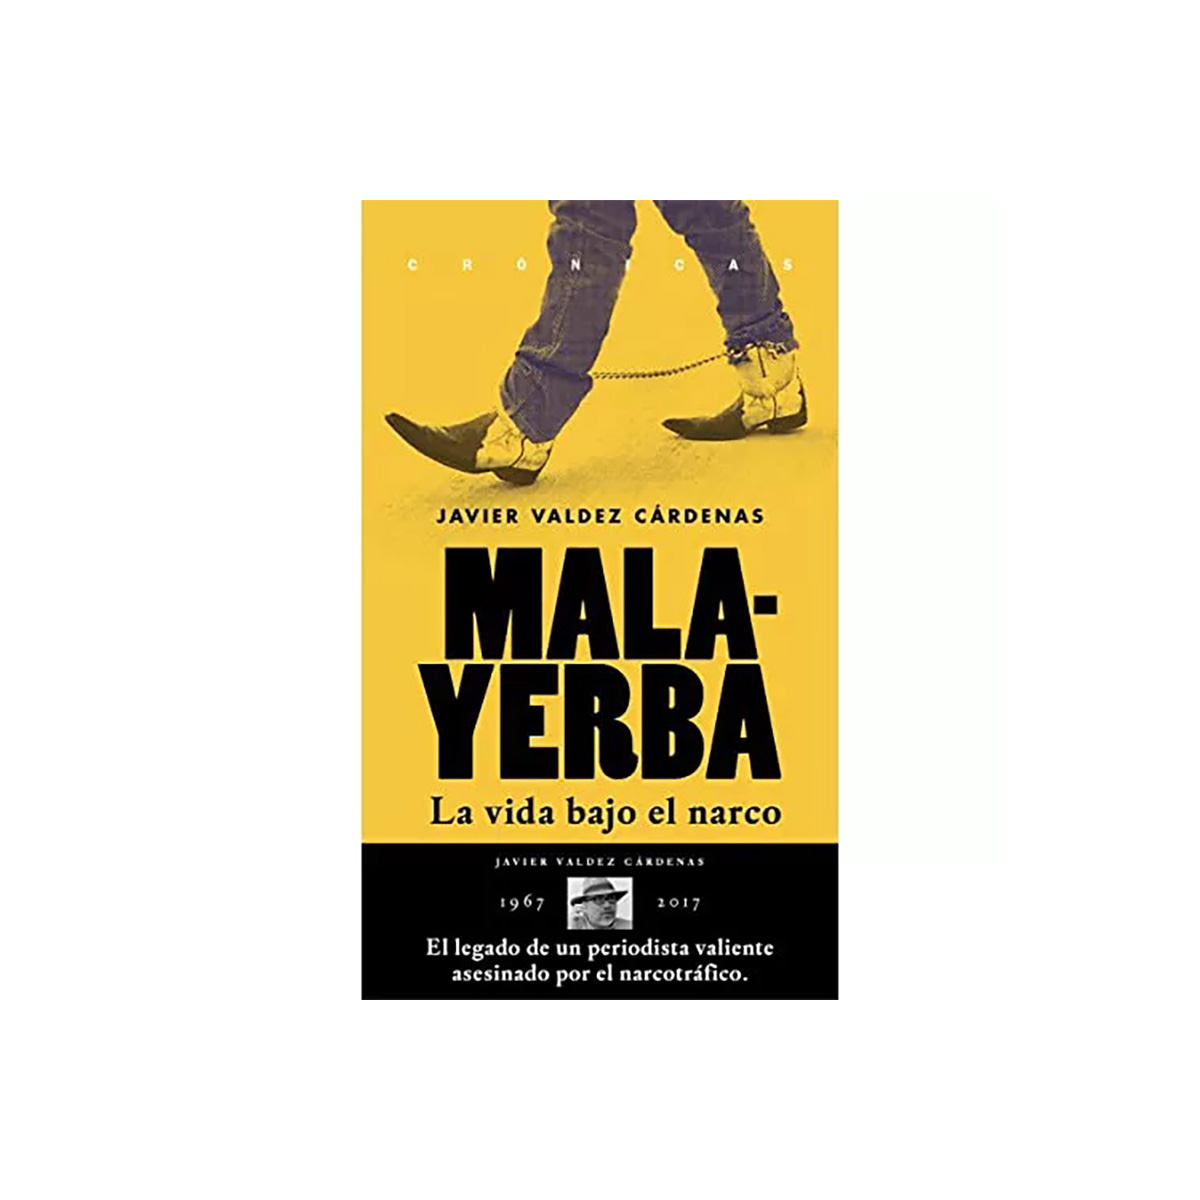 CRÓNICAS
JAVIER VALDEZ CÁRDENAS
MALA-
YERBA
La vida bajo el narco
JAVIER VALDEZ CÁRDENAS
1967 2017
El legado de un periodista valiente
asesinado por el narcotráfico.